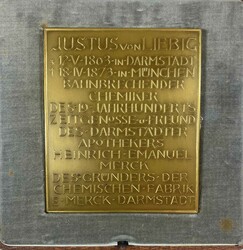 JUSTUS VON LIEBIG
* 12·V·1803·IN·DARMSTADT
† 18·IV·1873·IN·MÜNCHEN
BAHNBRECHENDER
CHEMIKER
DES·19·JAHRHUNDERTS
ZEITGENOSSE U·FREUND
DES·DARMSTÄDTER
APOTHEKERS
HEINRICH·EMANUEL
MERCK
DES·GRÜNDERS·DER
CHEMISCHEN·FABRIK
E·MERCK·DARMSTADT